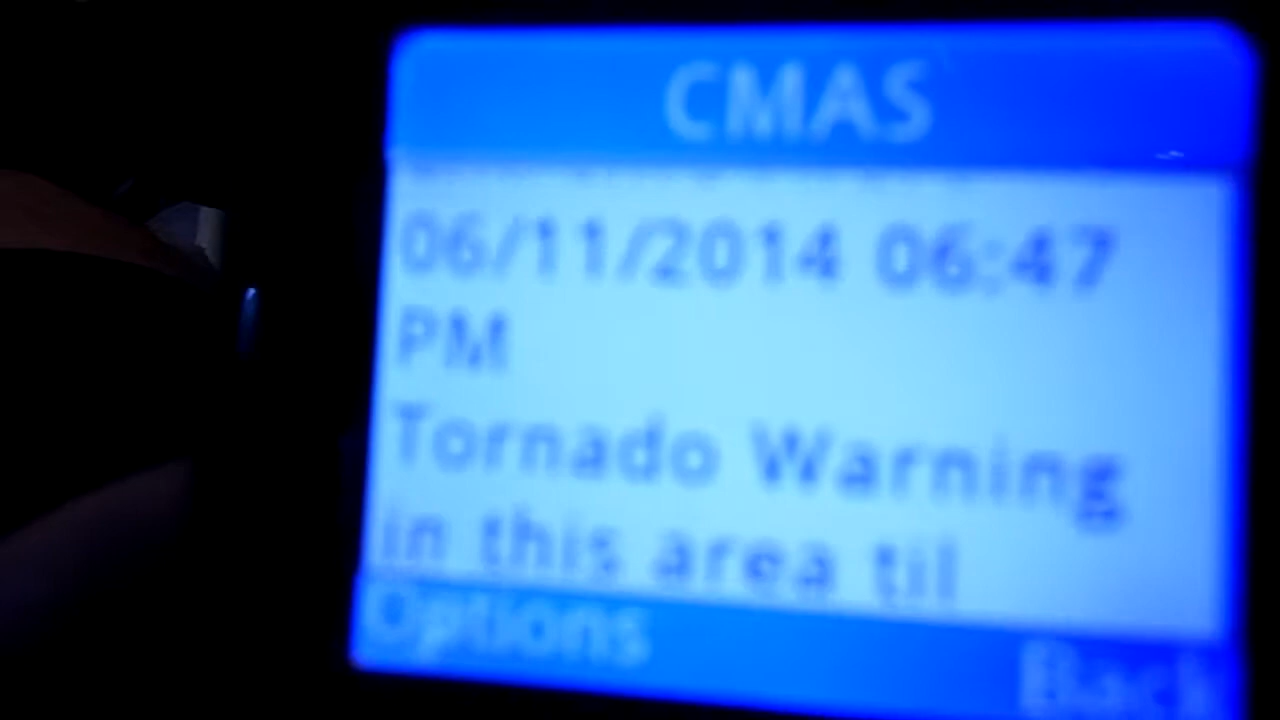 CMAS
06/11/2014 06:47
PM
Tornado Warning
in this area til
Options
Back